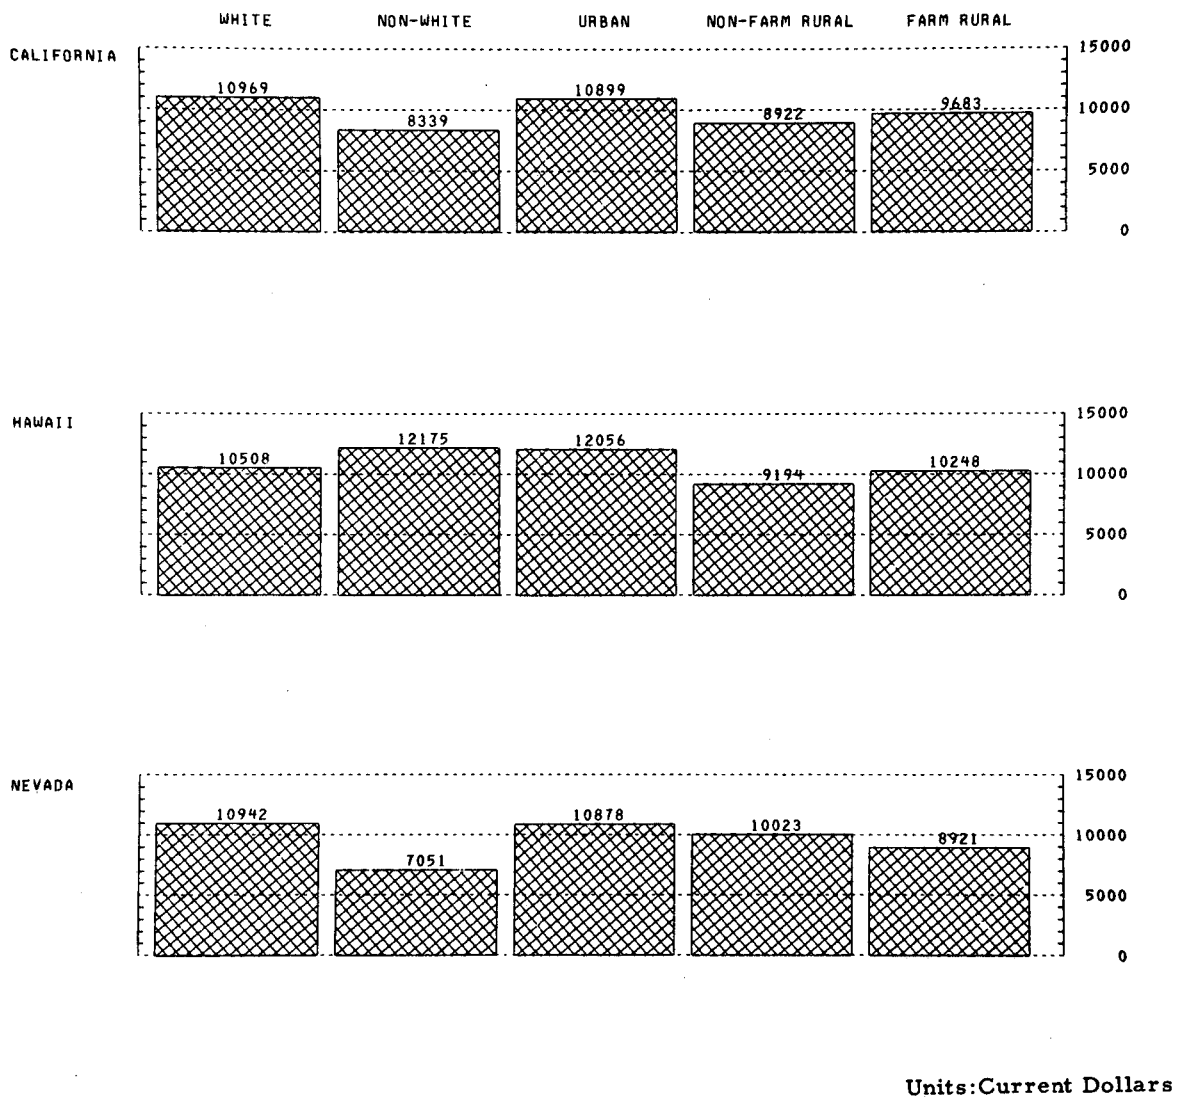 WHITE NON-WHITE URBAN NON-FARM RURAL FARM RURAL
CALIFORNIA
15000
10969 8339 10899 8922 9683
10000
5000
0
HAWAII
15000
10508 12175 12056 9194 10248
10000
5000
0
NEVADA
15000
10942 7051 10878 10023 8921
10000
5000
0
Units:Current Dollars